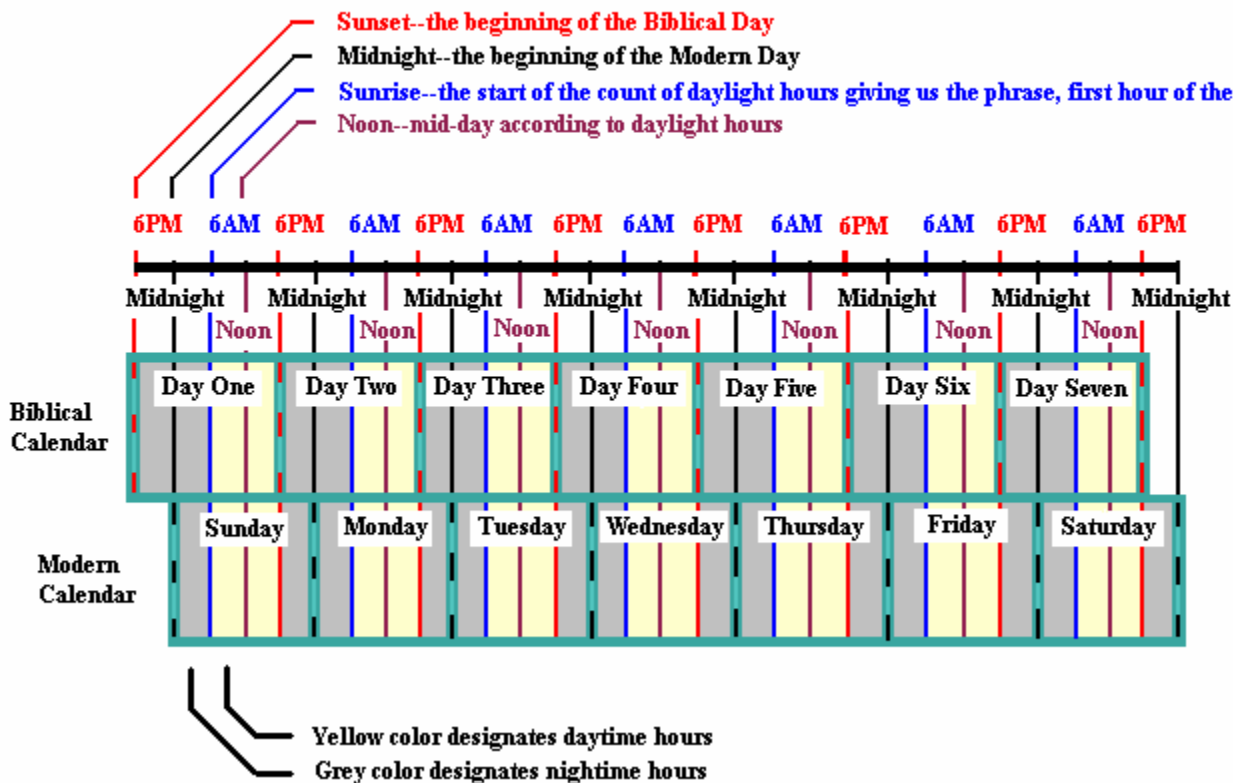 Sunset--the beginning of the Biblical Day
Midnight--the beginning of the Modern Day
Sunrise--the start of the count of daylight hours giving us the phrase, first hour of the
Noon--mid-day according to daylight hours
6PM 6AM 6PM 6AM 6PM 6AM 6PM 6AM 6PM 6AM 6PM 6AM 6PM 6AM 6PM
Midnight Midnight Midnight Midnight Midnight Midnight Midnight Midnight
Noon Noon Noon Noon Noon Noon Noon
Day One Day Two Day Three Day Four Day Five Day Six Day Seven
Biblical
Calendar
Sunday Monday Tuesday Wednesday Thursday Friday Saturday
Modern
Calendar
Yellow color designates daytime hours
Grey color designates nightime hours